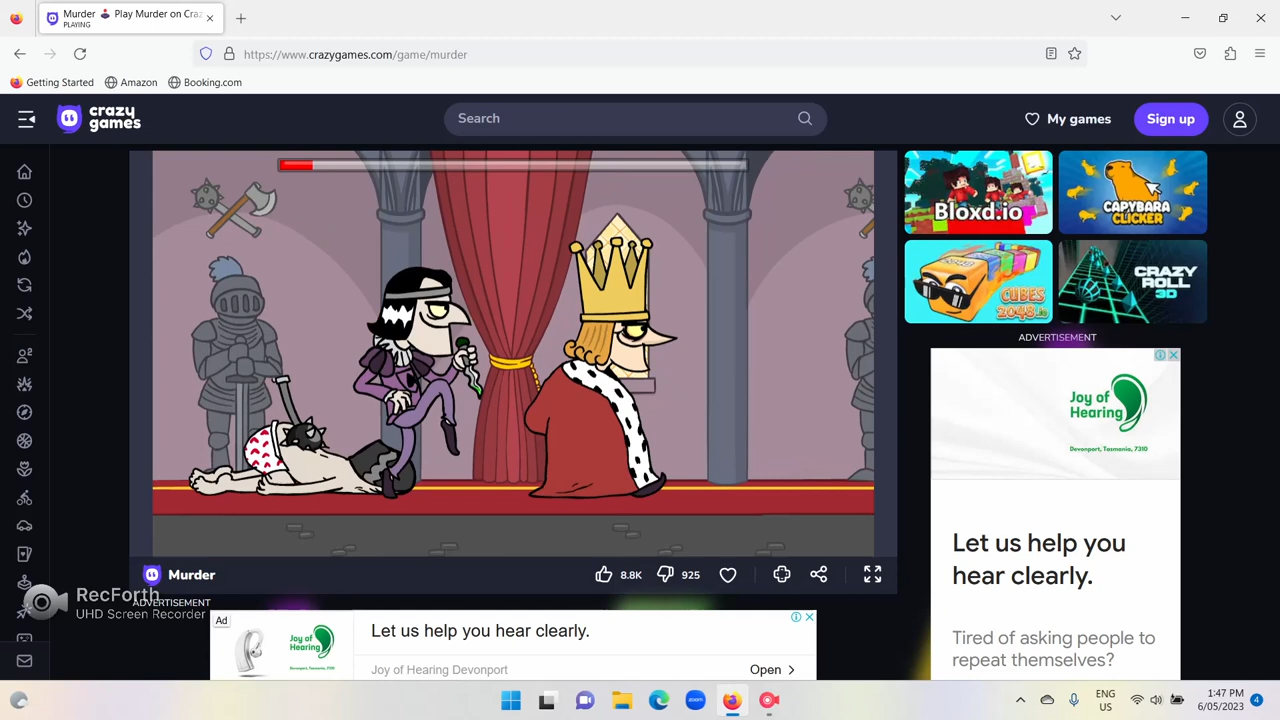 Murder 🕹 Play Murder on Craz
PLAYING
https://www.crazygames.com/game/murder
Getting Started
Amazon
Booking.com
crazy
games
Search
My games
Sign up
Bloxd.io
CAPYBARA
CLICKER
CUBES
2048.io
CRAZY
ROLL
3D
ADVERTISEMENT
Joy of
Hearing
Devonport, Tasmania, 7310
Let us help you
hear clearly.
Tired of asking people to
repeat themselves?
Murder
8.8K
925
RecForth
UHD Screen Recorder
ADVERTISEMENT
Ad
Joy of
Hearing
Let us help you hear clearly.
Joy of Hearing Devonport
Open
zoom
ENG
US
1:47 PM
6/05/2023
4